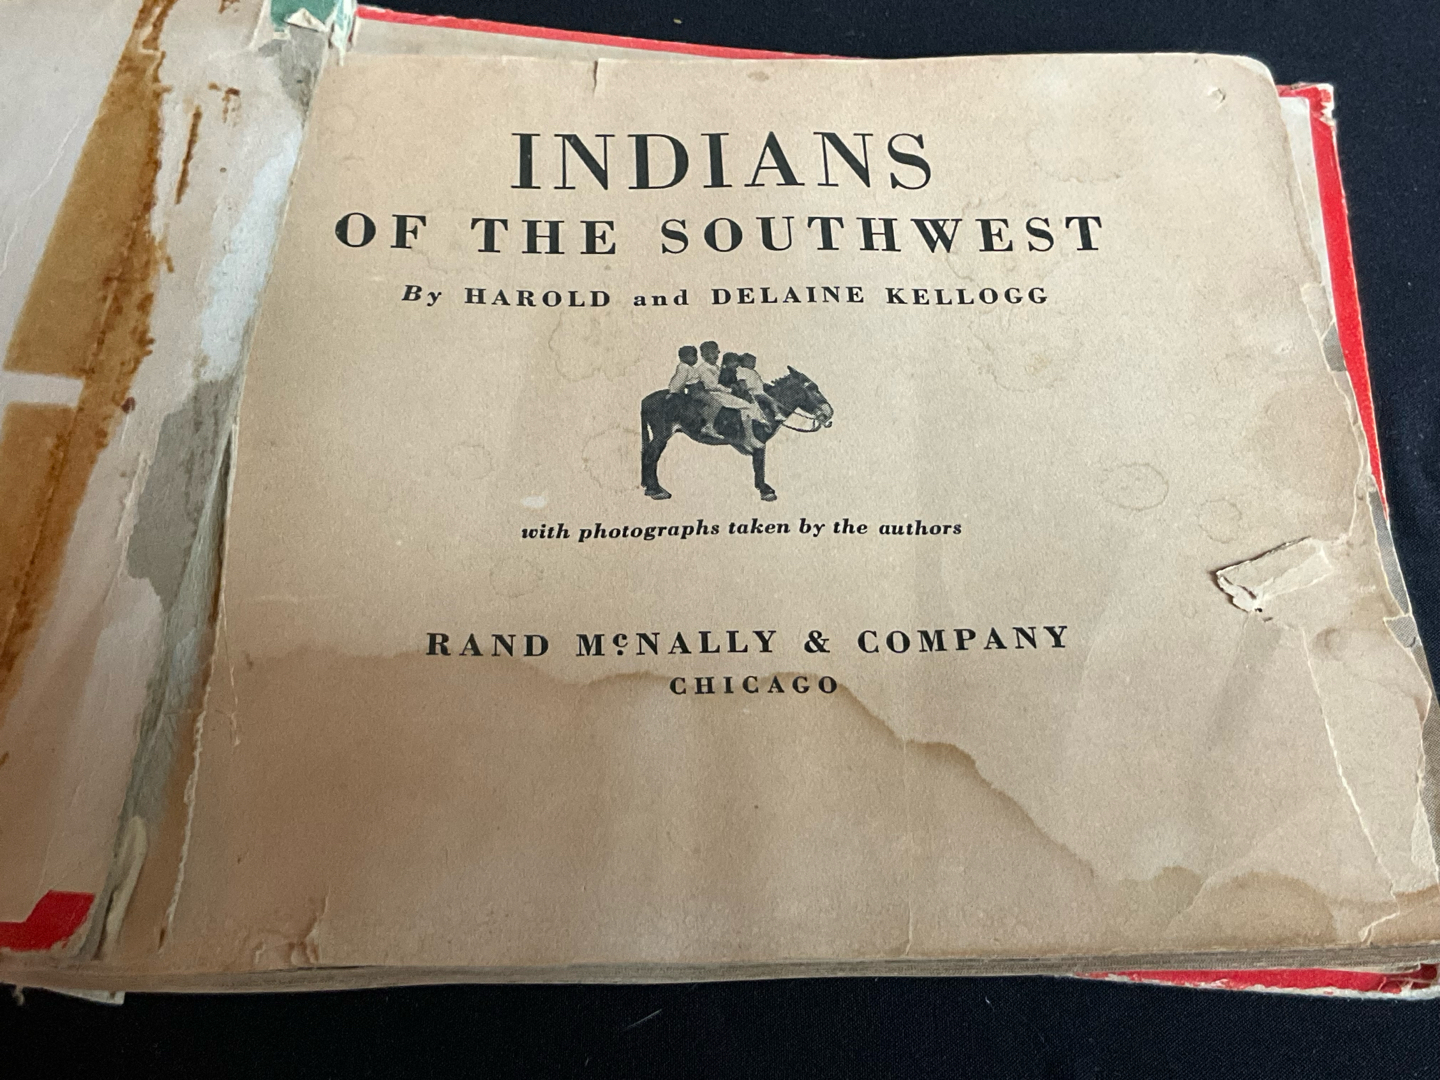 INDIANS
OF THE SOUTHWEST
By HAROLD and DELAINE KELLOGG
with photographs taken by the authors
RAND McNALLY & COMPANY
CHICAGO